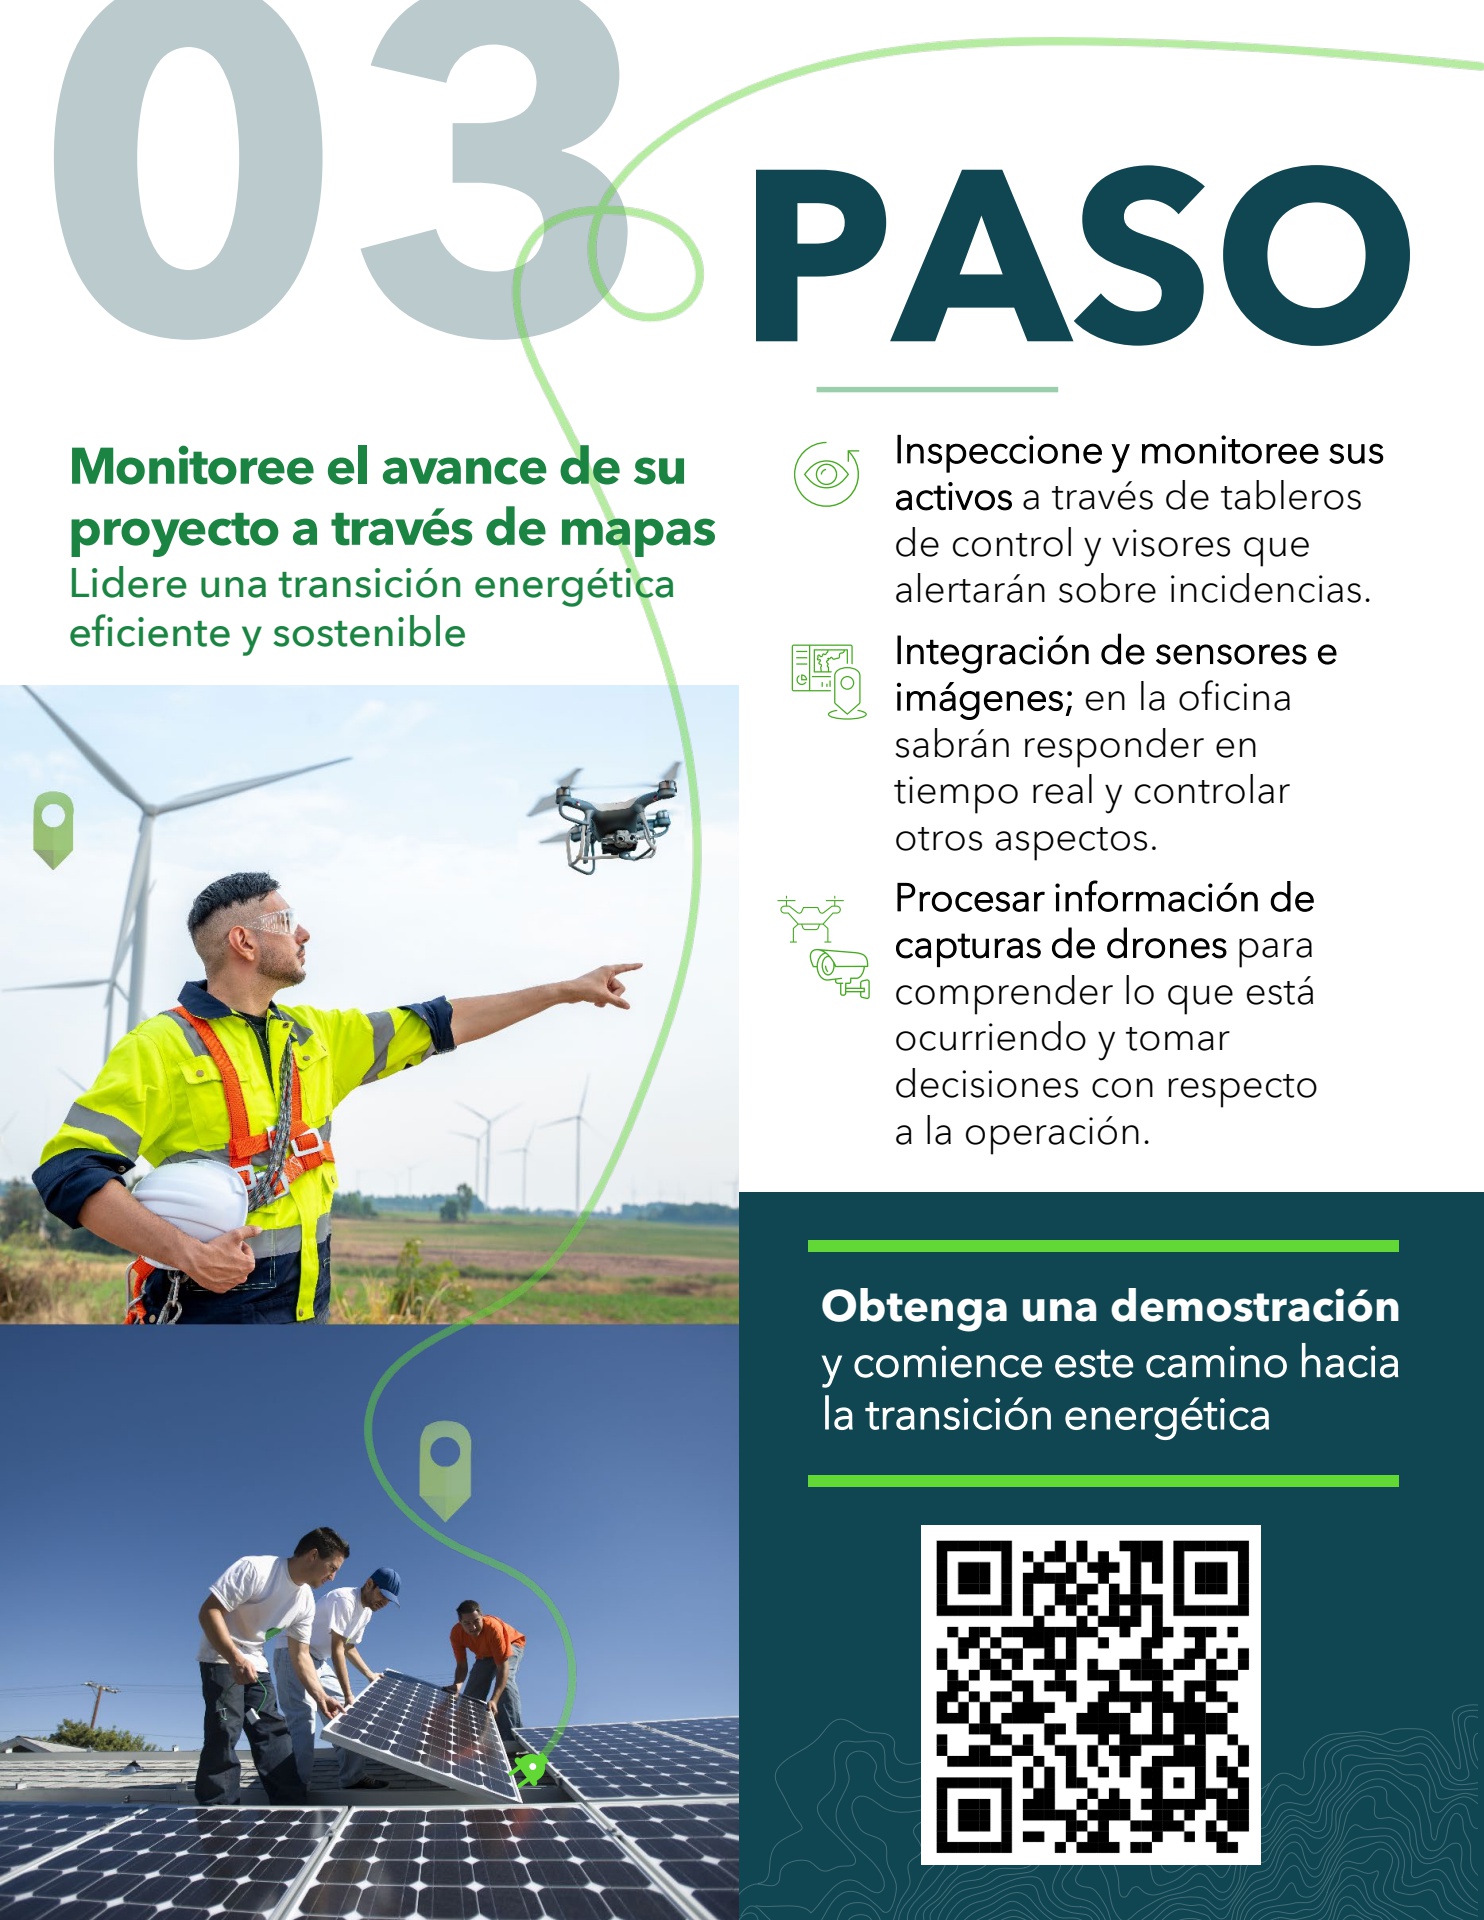 03
PASO
Monitoree el avance de su
proyecto a través de mapas
Lidere una transición energética
eficiente y sostenible
Inspeccione y monitoree sus
activos a través de tableros
de control y visores que
alertarán sobre incidencias.
Integración de sensores e
imágenes; en la oficina
sabrán responder en
tiempo real y controlar
otros aspectos.
Procesar información de
capturas de drones para
comprender lo que está
ocurriendo y tomar
decisiones con respecto
a la operación.
Obtenga una demostración
y comience este camino hacia
la transición energética